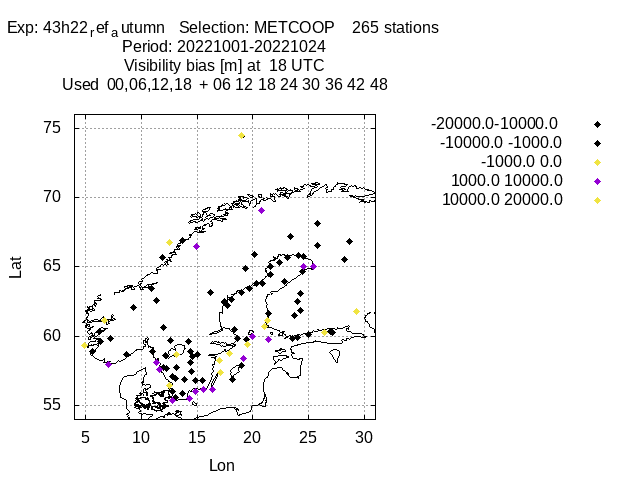 Exp: 43h22ref_autumn Selection: METCOOP 265 stations
Period: 20221001-20221024
Visibility bias [m] at 18 UTC
Used 00,06,12,18 + 06 12 18 24 30 36 42 48
-20000.0-10000.0
-10000.0 -1000.0
-1000.0 0.0
1000.0 10000.0
10000.0 20000.0
75
70
65
60
55
Lat
5 10 15 20 25 30
Lon